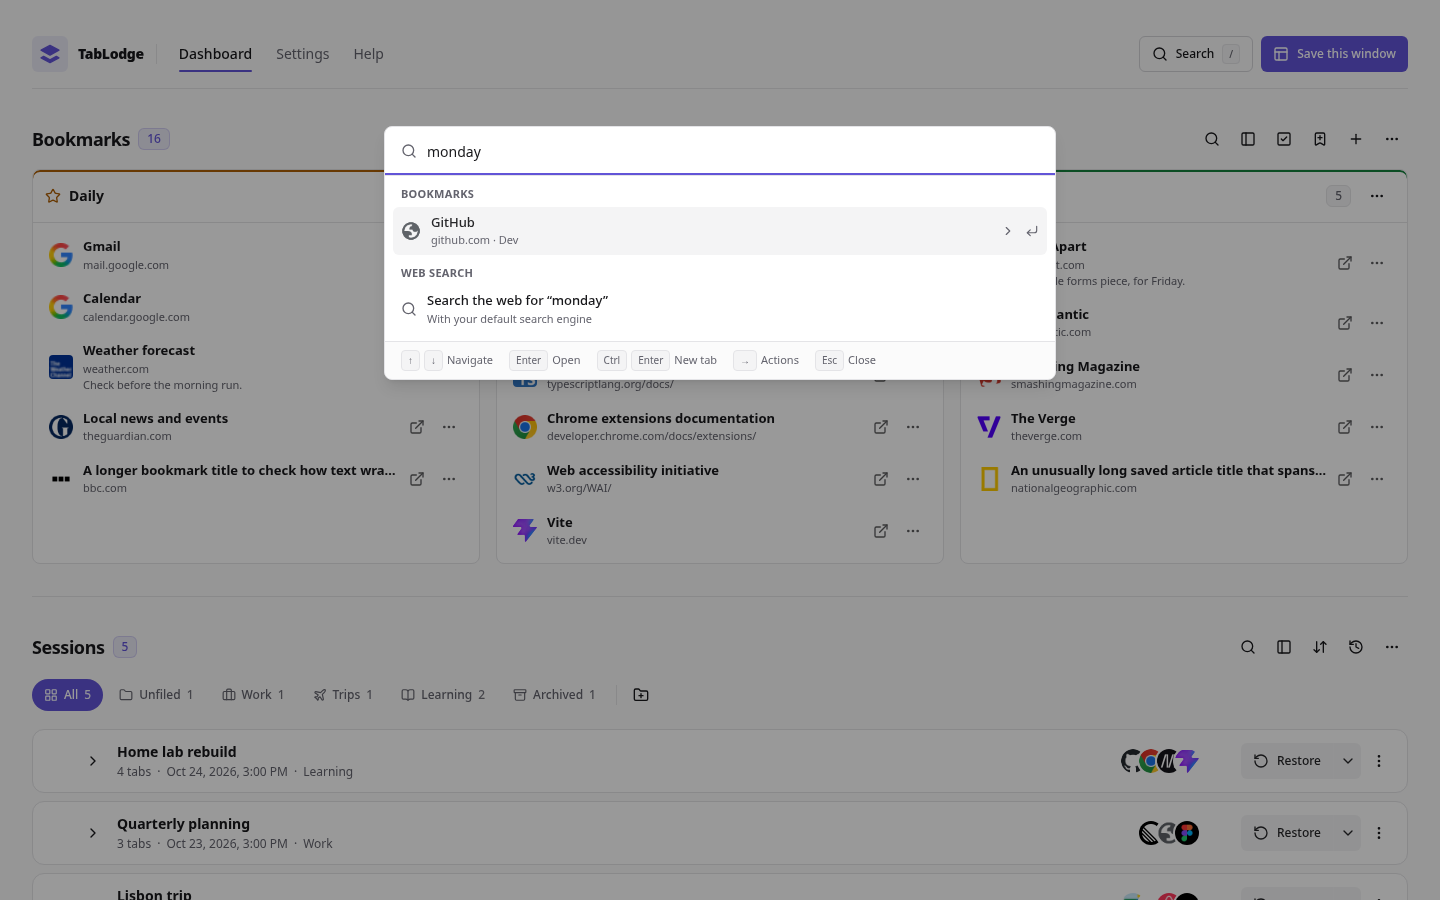 TabLodge
Dashboard
Settings
Help
Search /
Save this window
Bookmarks 16
monday
BOOKMARKS
GitHub
github.com · Dev
WEB SEARCH
Search the web for “monday”
With your default search engine
↑ ↓ Navigate Enter Open Ctrl Enter New tab → Actions Esc Close
Daily
Gmail
mail.google.com
Calendar
calendar.google.com
Weather forecast
weather.com
Check before the morning run.
Local news and events
theguardian.com
A longer bookmark title to check how text wra...
bbc.com
typescriptlang.org/docs/
Chrome extensions documentation
developer.chrome.com/docs/extensions/
Web accessibility initiative
w3.org/WAI/
Vite
vite.dev
5
Apart
t.com
forms piece, for Friday.
antic
tic.com
ng Magazine
smashingmagazine.com
The Verge
theverge.com
An unusually long saved article title that spans...
nationalgeographic.com
Sessions 5
All 5
Unfiled 1
Work 1
Trips 1
Learning 2
Archived 1
Home lab rebuild
4 tabs · Oct 24, 2026, 3:00 PM · Learning
Restore
Quarterly planning
3 tabs · Oct 23, 2026, 3:00 PM · Work
Restore
Lisbon trip